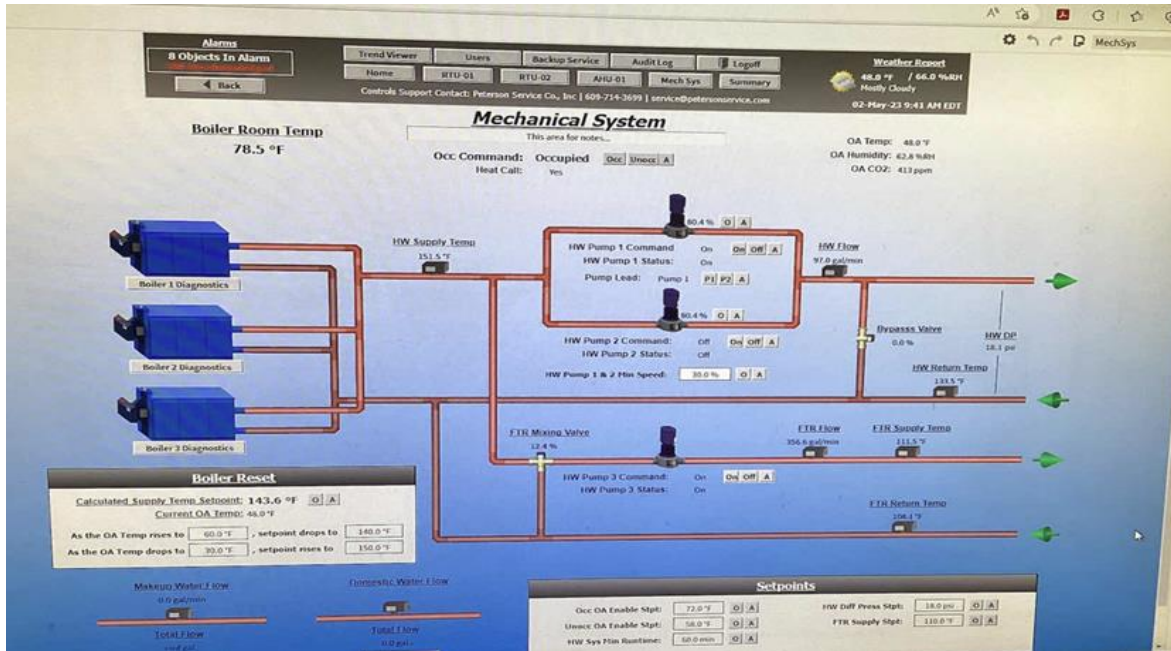 MechSys
Alarms
8 Objects In Alarm
Back
Trend Viewer
Users
Backup Service
Audit Log
Logoff
Home
RTU-01
RTU-02
AHU-01
Mech Sys
Summary
Controls Support Contact: Peterson Service Co., Inc | 609-714-3699 | service@petersonservice.com
Weather Report
48.0 °F / 66.0 %RH
Mostly Cloudy
02-May-23 9:41 AM EDT
Mechanical System
This area for notes...
Boiler Room Temp
78.5 °F
Occ Command: Occupied Occ Unocc A
Heat Call: Yes
OA Temp: 48.0 °F
OA Humidity: 62.8 %RH
OA CO2: 413 ppm
HW Supply Temp
151.5 °F
80.4 % O A
HW Pump 1 Command On On Off A
HW Pump 1 Status: On
Pump Lead: Pump 1 P1 P2 A
HW Flow
97.0 gal/min
Boiler 1 Diagnostics
80.4 % O A
HW Pump 2 Command: Off On Off A
HW Pump 2 Status: Off
HW Pump 1 & 2 Min Speed: 30.0 % O A
Bypasss Valve
0.0 %
HW DP
18.1 psi
HW Return Temp
133.5 °F
Boiler 2 Diagnostics
Boiler 3 Diagnostics
FTR Mixing Valve
12.4 %
HW Pump 3 Command: On On Off A
HW Pump 3 Status: On
FTR Flow
356.6 gal/min
FTR Supply Temp
111.5 °F
FTR Return Temp
104.1 °F
Boiler Reset
Calculated Supply Temp Setpoint: 143.6 °F O A
Current OA Temp: 48.0 °F
As the OA Temp rises to 60.0 °F , setpoint drops to 140.0 °F
As the OA Temp drops to 30.0 °F , setpoint rises to 150.0 °F
Makeup Water Flow
0.0 gal/min
Total Flow
Domestic Water Flow
Total Flow
0.0 gal
Setpoints
Occ OA Enable Stpt: 72.0 °F O A
Unocc OA Enable Stpt: 58.0 °F O A
HW Sys Min Runtime: 60.0 min O A
HW Diff Press Stpt: 18.0 psi O A
FTR Supply Stpt: 110.0 °F O A